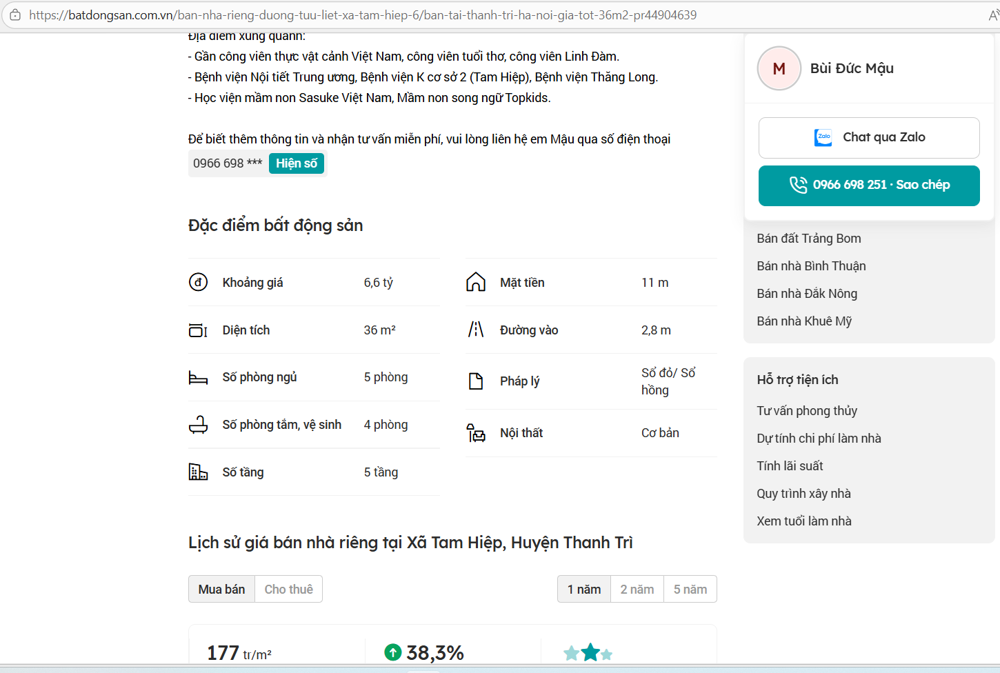 https://batdongsan.com.vn/ban-nha-rieng-duong-tuu-liet-xa-tam-hiep-6/ban-tai-thanh-tri-ha-noi-gia-tot-36m2-pr44904639
Địa điểm xung quanh:
- Gần công viên thực vật cảnh Việt Nam, công viên tuổi thơ, công viên Linh Đàm.
- Bệnh viện Nội tiết Trung ương, Bệnh viện K cơ sở 2 (Tam Hiệp), Bệnh viện Thăng Long.
- Học viện mầm non Sasuke Việt Nam, Mầm non song ngữ Topkids.
Để biết thêm thông tin và nhận tư vấn miễn phí, vui lòng liên hệ em Mậu qua số điện thoại
0966 698 *** Hiện số
Đặc điểm bất động sản
Khoảng giá 6,6 tỷ
Diện tích 36 m²
Số phòng ngủ 5 phòng
Số phòng tắm, vệ sinh 4 phòng
Số tầng 5 tầng
Mặt tiền 11 m
Đường vào 2,8 m
Pháp lý Sổ đỏ/ Sổ
hồng
Nội thất Cơ bản
Lịch sử giá bán nhà riêng tại Xã Tam Hiệp, Huyện Thanh Trì
Mua bán Cho thuê 1 năm 2 năm 5 năm
177 tr/m² 38,3%
M Bùi Đức Mậu
Zalo Chat qua Zalo
0966 698 251 · Sao chép
Bán đất Trảng Bom
Bán nhà Bình Thuận
Bán nhà Đắk Nông
Bán nhà Khuê Mỹ
Hỗ trợ tiện ích
Tư vấn phong thủy
Dự tính chi phí làm nhà
Tính lãi suất
Quy trình xây nhà
Xem tuổi làm nhà